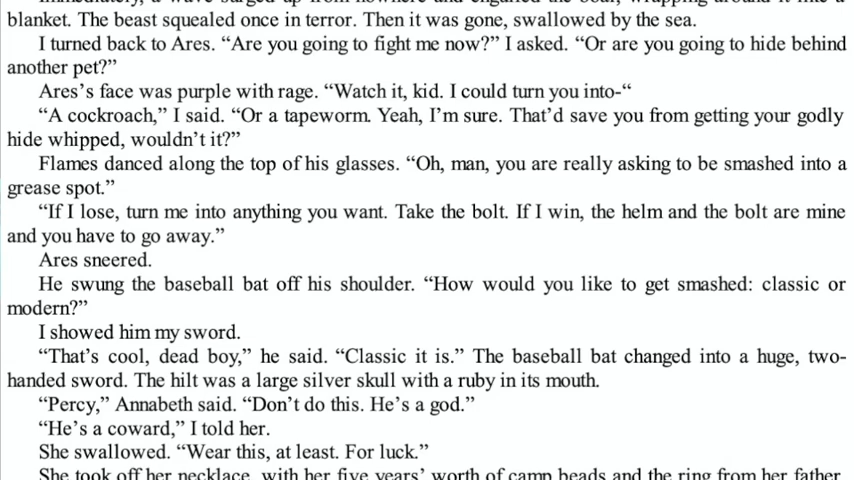 Immediately, a wave surged up from nowhere and engulfed the boar, wrapping around it like a
blanket. The beast squealed once in terror. Then it was gone, swallowed by the sea.
I turned back to Ares. “Are you going to fight me now?” I asked. “Or are you going to hide behind
another pet?”
Ares’s face was purple with rage. “Watch it, kid. I could turn you into-“
“A cockroach,” I said. “Or a tapeworm. Yeah, I’m sure. That’d save you from getting your godly
hide whipped, wouldn’t it?”
Flames danced along the top of his glasses. “Oh, man, you are really asking to be smashed into a
grease spot.”
“If I lose, turn me into anything you want. Take the bolt. If I win, the helm and the bolt are mine
and you have to go away.”
Ares sneered.
He swung the baseball bat off his shoulder. “How would you like to get smashed: classic or
modern?”
I showed him my sword.
“That’s cool, dead boy,” he said. “Classic it is.” The baseball bat changed into a huge, two-
handed sword. The hilt was a large silver skull with a ruby in its mouth.
“Percy,” Annabeth said. “Don’t do this. He’s a god.”
“He’s a coward,” I told her.
She swallowed. “Wear this, at least. For luck.”
She took off her necklace, with her five years’ worth of camp beads and the ring from her father,